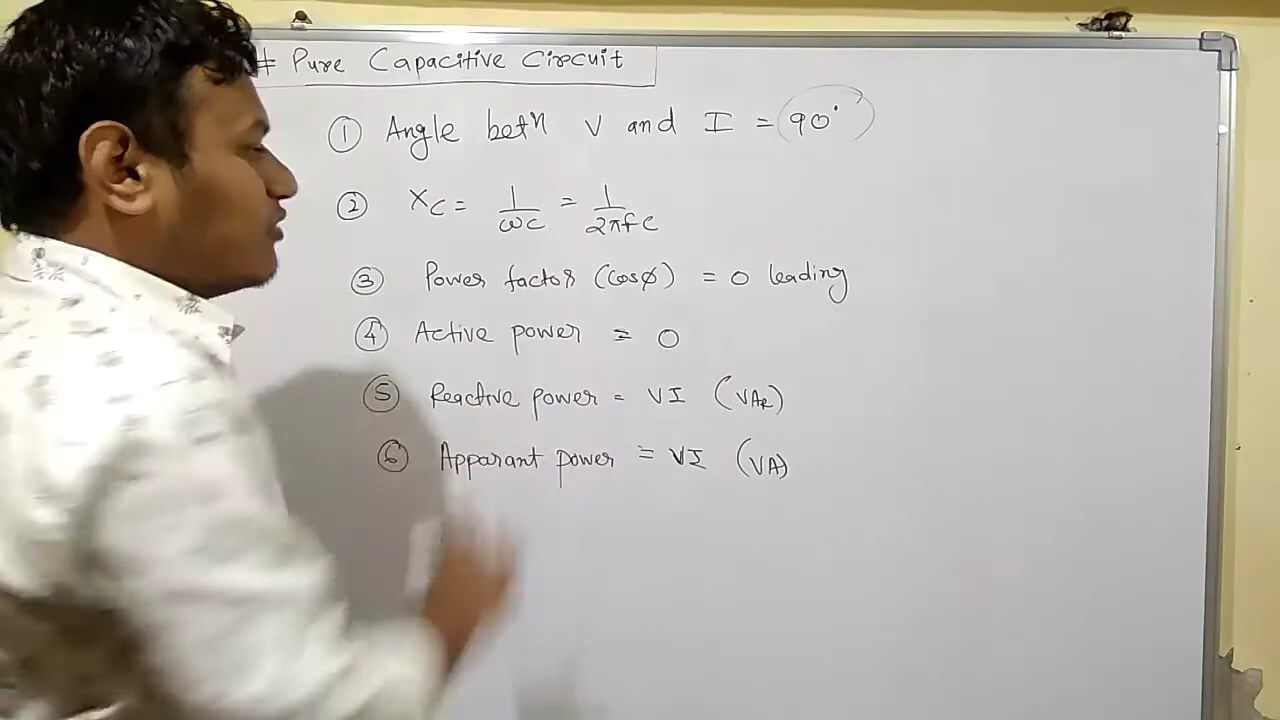 # Pure Capacitive Circuit
① Angle betn V and I = 90°
② XC = 1/ωC = 1/2πfC
③ Power factor (cosϕ) = 0 leading
④ Active power = 0
⑤ Reactive power = VI (VAR)
⑥ Apparant power = VI (VA)